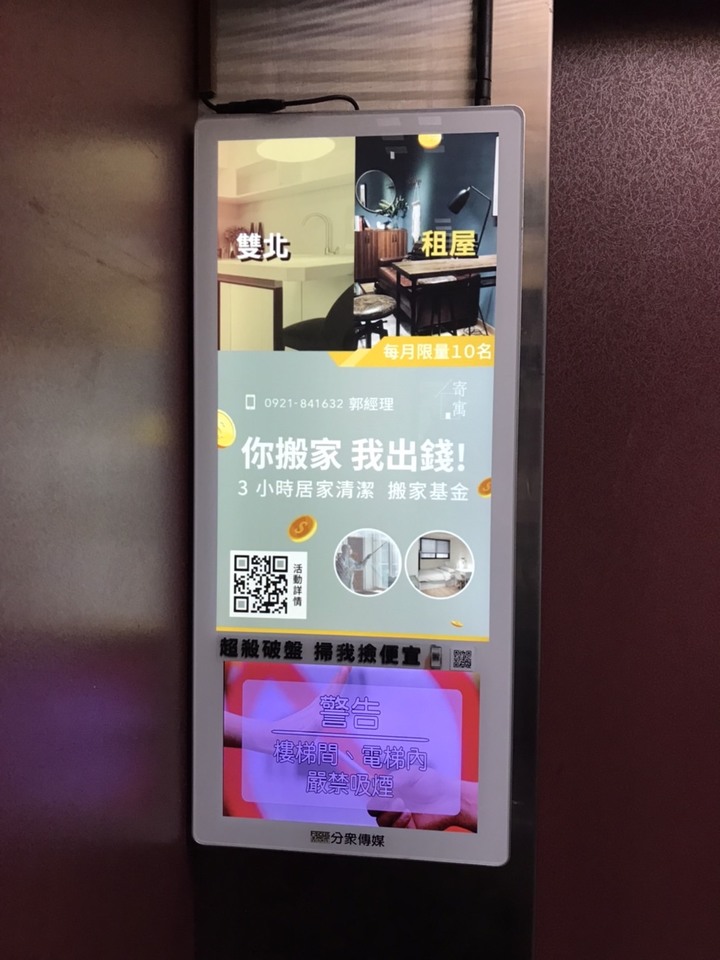 雙北
租屋
每月限量10名
寄寓
0921-841632 郭經理
你搬家 我出錢!
3 小時居家清潔 搬家基金
活動詳情
超殺破盤 掃我撿便宜
警告
樓梯間、電梯內
嚴禁吸煙
分眾傳媒